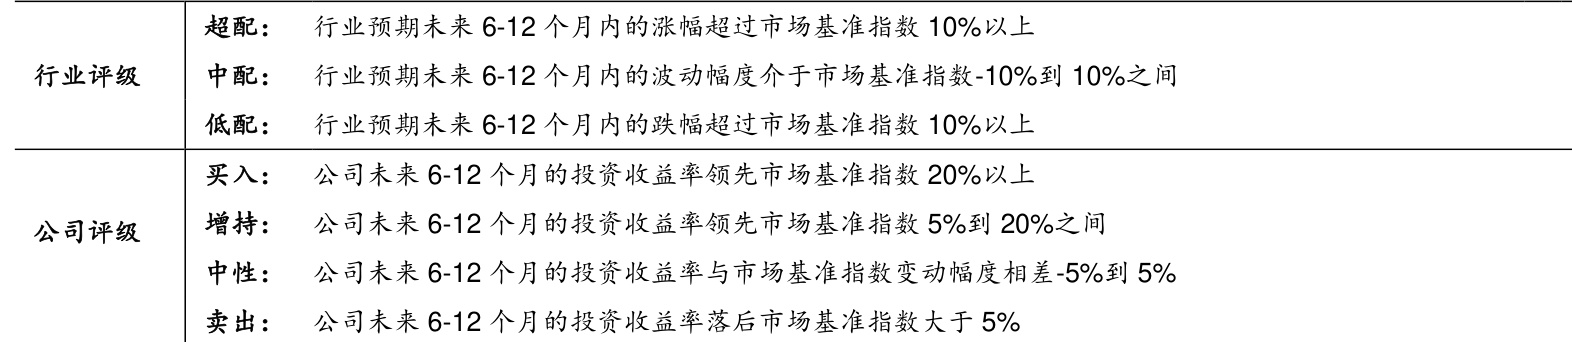 行业评级
超配： 行业预期未来 6-12 个月内的涨幅超过市场基准指数 10%以上
中配： 行业预期未来 6-12 个月内的波动幅度介于市场基准指数-10%到 10%之间
低配： 行业预期未来 6-12 个月内的跌幅超过市场基准指数 10%以上
公司评级
买入： 公司未来 6-12 个月的投资收益率领先市场基准指数 20%以上
增持： 公司未来 6-12 个月的投资收益率领先市场基准指数 5%到 20%之间
中性： 公司未来 6-12 个月的投资收益率与市场基准指数变动幅度相差-5%到 5%
卖出： 公司未来 6-12 个月的投资收益率落后市场基准指数大于 5%